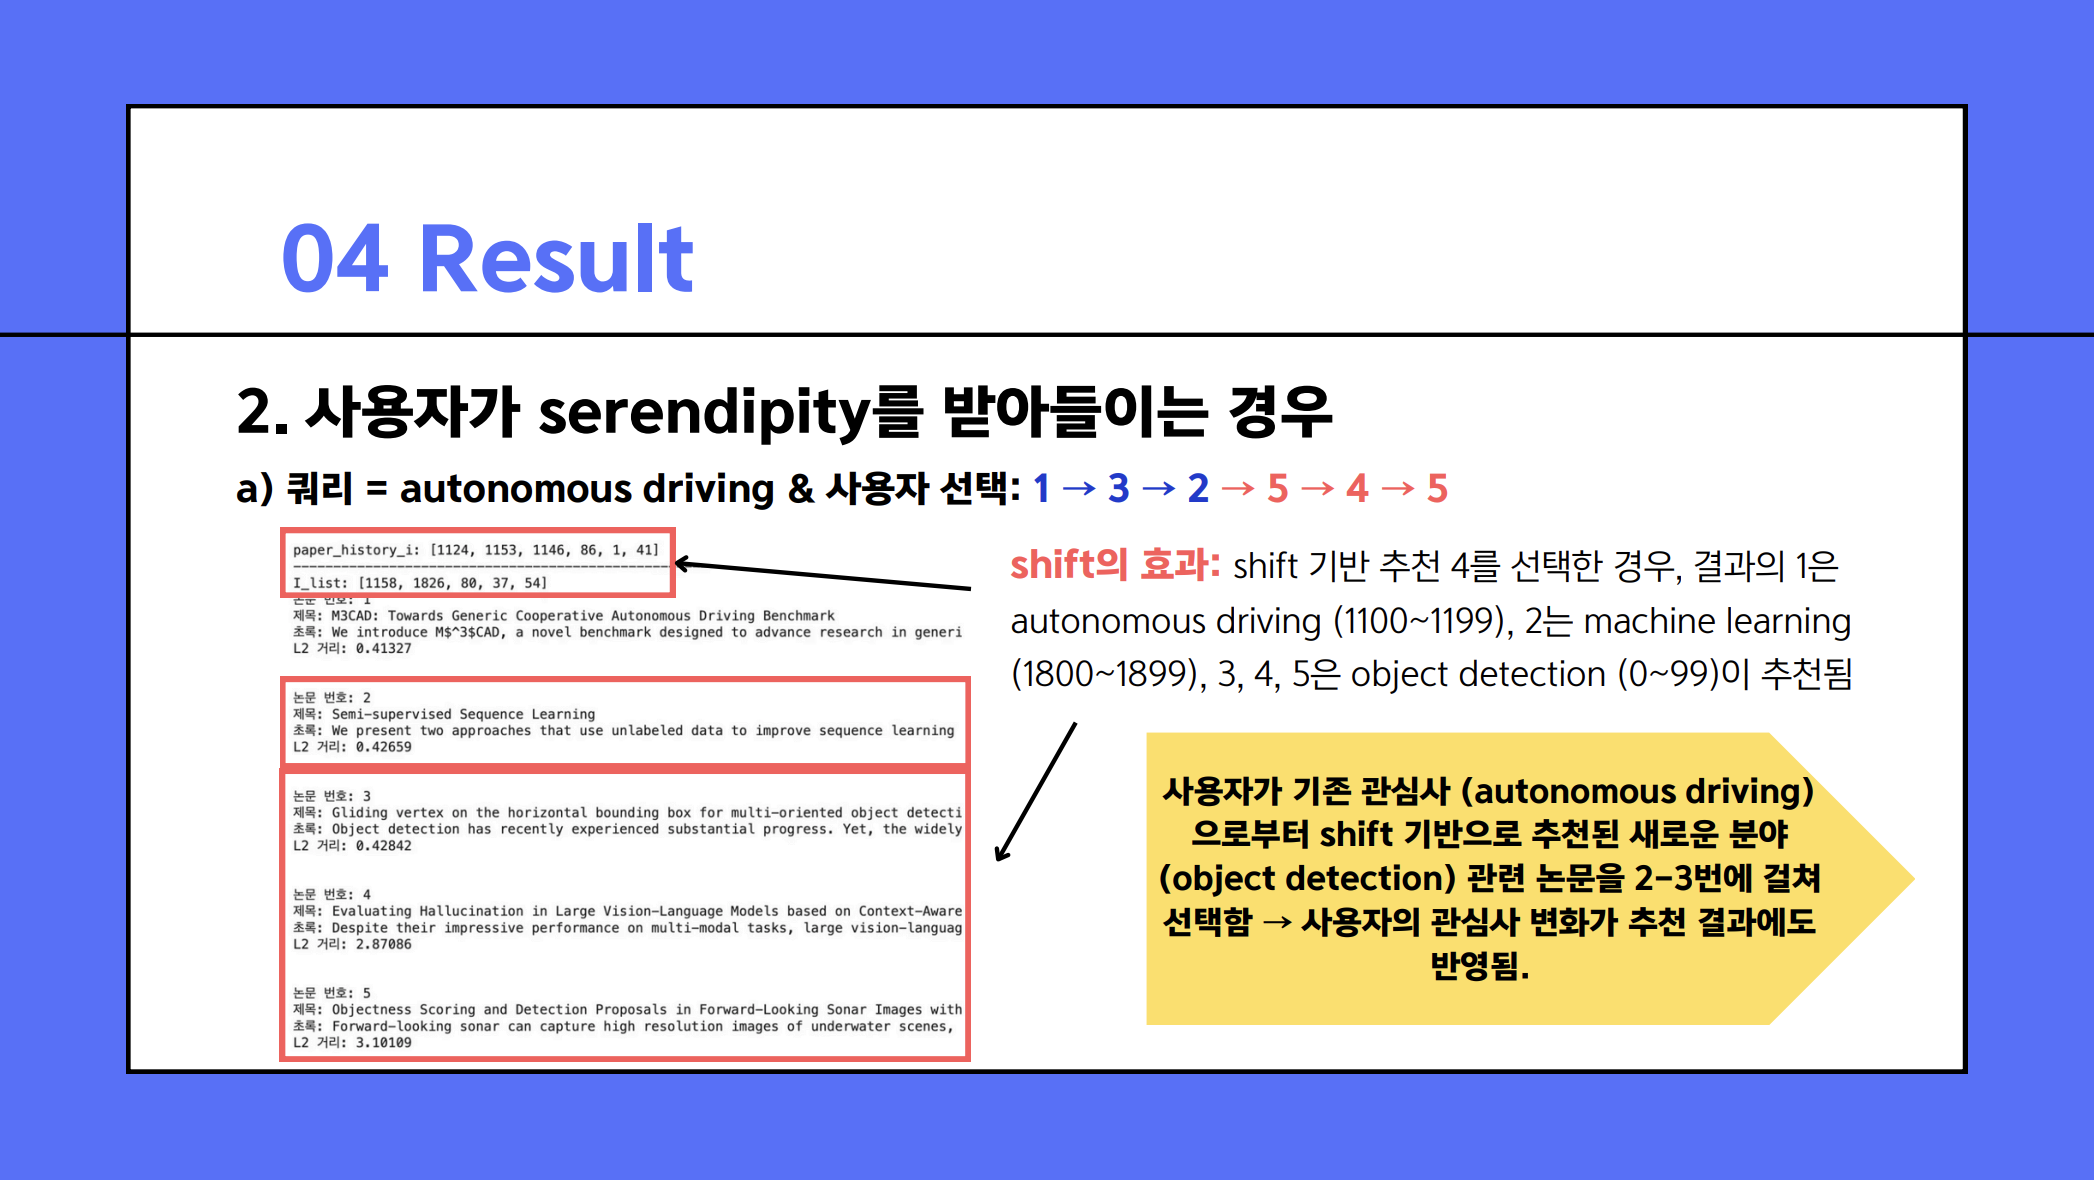 04 Result
2. 사용자가 serendipity를 받아들이는 경우
a) 쿼리 = autonomous driving & 사용자 선택: 1 → 3 → 2 → 5 → 4 → 5
paper_history_i: [1124, 1153, 1146, 86, 1, 41]
--------------------------------------------------
I_list: [1158, 1826, 80, 37, 54]
논문 번호: 1
제목: M3CAD: Towards Generic Cooperative Autonomous Driving Benchmark
초록: We introduce M$^3$CAD, a novel benchmark designed to advance research in generi
L2 거리: 0.41327
논문 번호: 2
제목: Semi-supervised Sequence Learning
초록: We present two approaches that use unlabeled data to improve sequence learning
L2 거리: 0.42659
논문 번호: 3
제목: Gliding vertex on the horizontal bounding box for multi-oriented object detecti
초록: Object detection has recently experienced substantial progress. Yet, the widely
L2 거리: 0.42842
논문 번호: 4
제목: Evaluating Hallucination in Large Vision-Language Models based on Context-Aware
초록: Despite their impressive performance on multi-modal tasks, large vision-languag
L2 거리: 2.87086
논문 번호: 5
제목: Objectness Scoring and Detection Proposals in Forward-Looking Sonar Images with
초록: Forward-looking sonar can capture high resolution images of underwater scenes,
L2 거리: 3.10109
shift의 효과: shift 기반 추천 4를 선택한 경우, 결과의 1은
autonomous driving (1100~1199), 2는 machine learning
(1800~1899), 3, 4, 5은 object detection (0~99)이 추천됨
사용자가 기존 관심사 (autonomous driving)
으로부터 shift 기반으로 추천된 새로운 분야
(object detection) 관련 논문을 2-3번에 걸쳐
선택함 → 사용자의 관심사 변화가 추천 결과에도
반영됨.